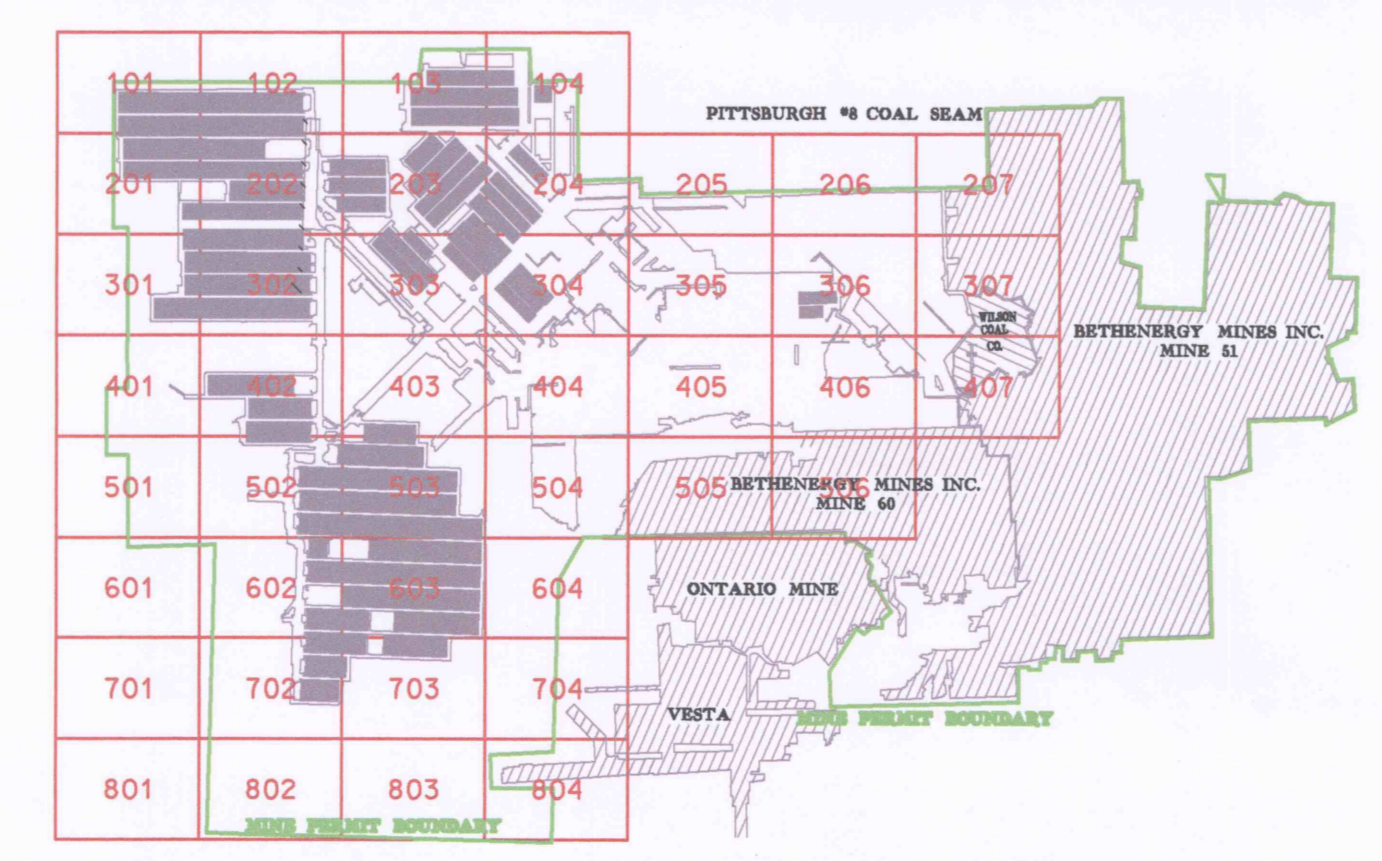 101 102 103 104
PITTSBURGH #8 COAL SEAM
201 202 203 204 205 206 207
301 302 303 304 305 306 307
WILSON
COAL
CO.
BETHENERGY MINES INC.
MINE 51
401 402 403 404 405 406 407
501 502 503 504 505 506
BETHENERGY MINES INC.
MINE 60
601 602 603 604
ONTARIO MINE
701 702 703 704
VESTA
MINE PERMIT BOUNDARY
801 802 803 804
MINE PERMIT BOUNDARY